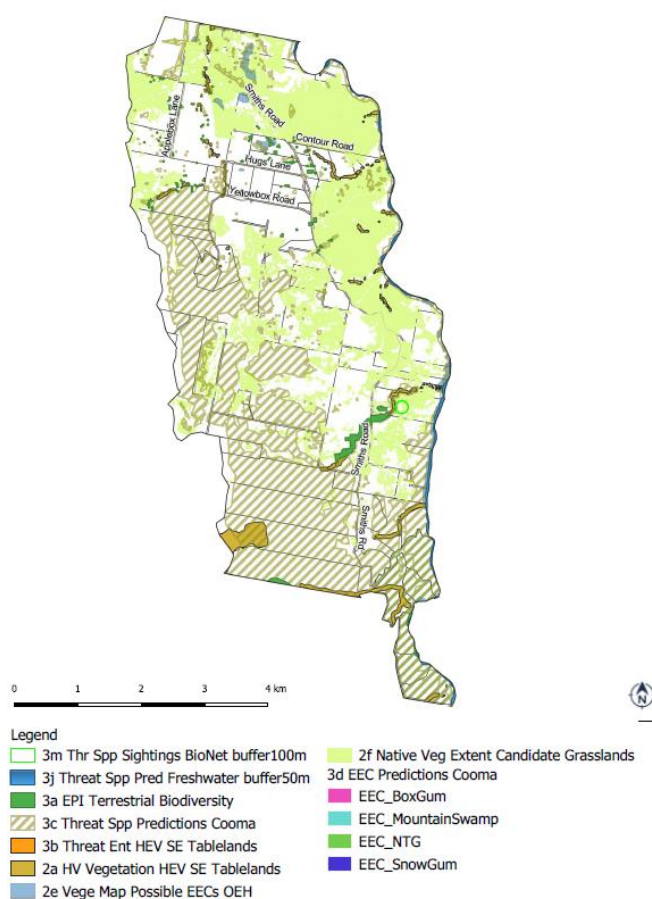 Smiths Road
Applebox Lane
Contour Road
Hugs Lane
Yellowbox Road
Smiths Road
Smiths Rd
0 1 2 3 4 km
N
Legend
3m Thr Spp Sightings BioNet buffer100m
3j Threat Spp Pred Freshwater buffer50m
3a EPI Terrestrial Biodiversity
3c Threat Spp Predictions Cooma
3b Threat Ent HEV SE Tablelands
2a HV Vegetation HEV SE Tablelands
2e Vege Map Possible EECs OEH
2f Native Veg Extent Candidate Grasslands
3d EEC Predictions Cooma
EEC_BoxGum
EEC_MountainSwamp
EEC_NTG
EEC_SnowGum